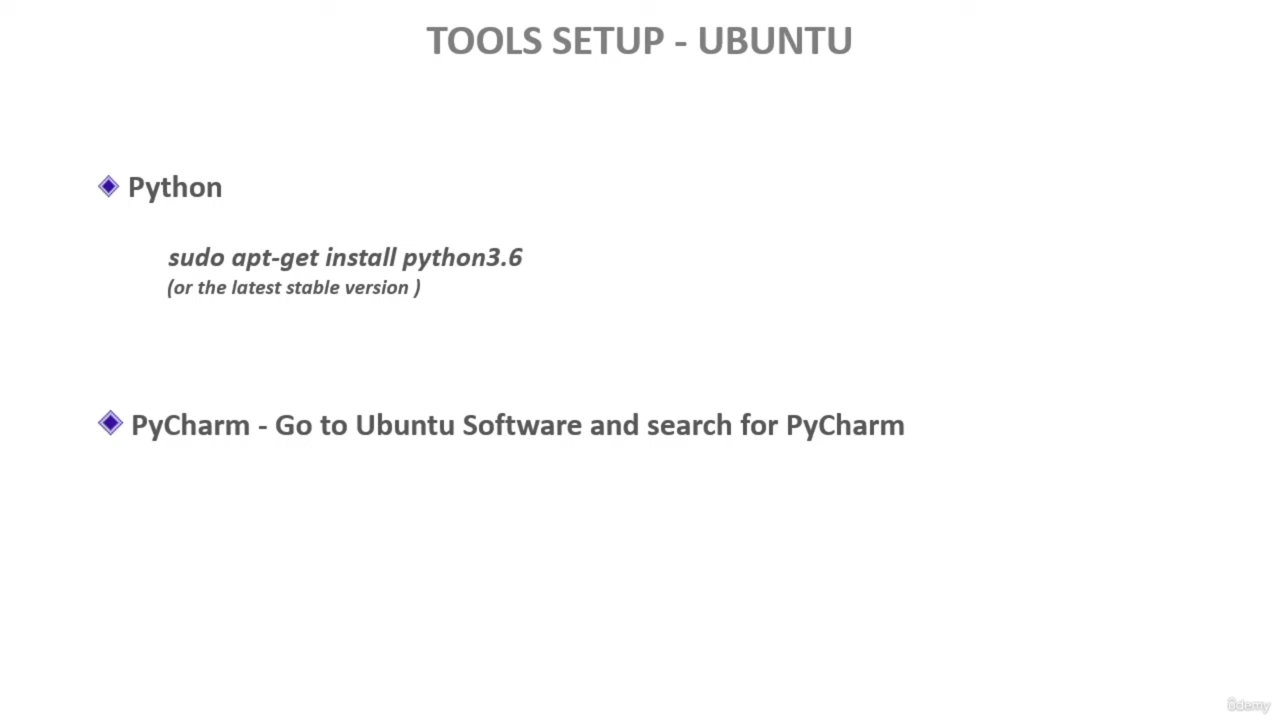 TOOLS SETUP - UBUNTU
Python
sudo apt-get install python3.6
(or the latest stable version )
PyCharm - Go to Ubuntu Software and search for PyCharm
ûdemy